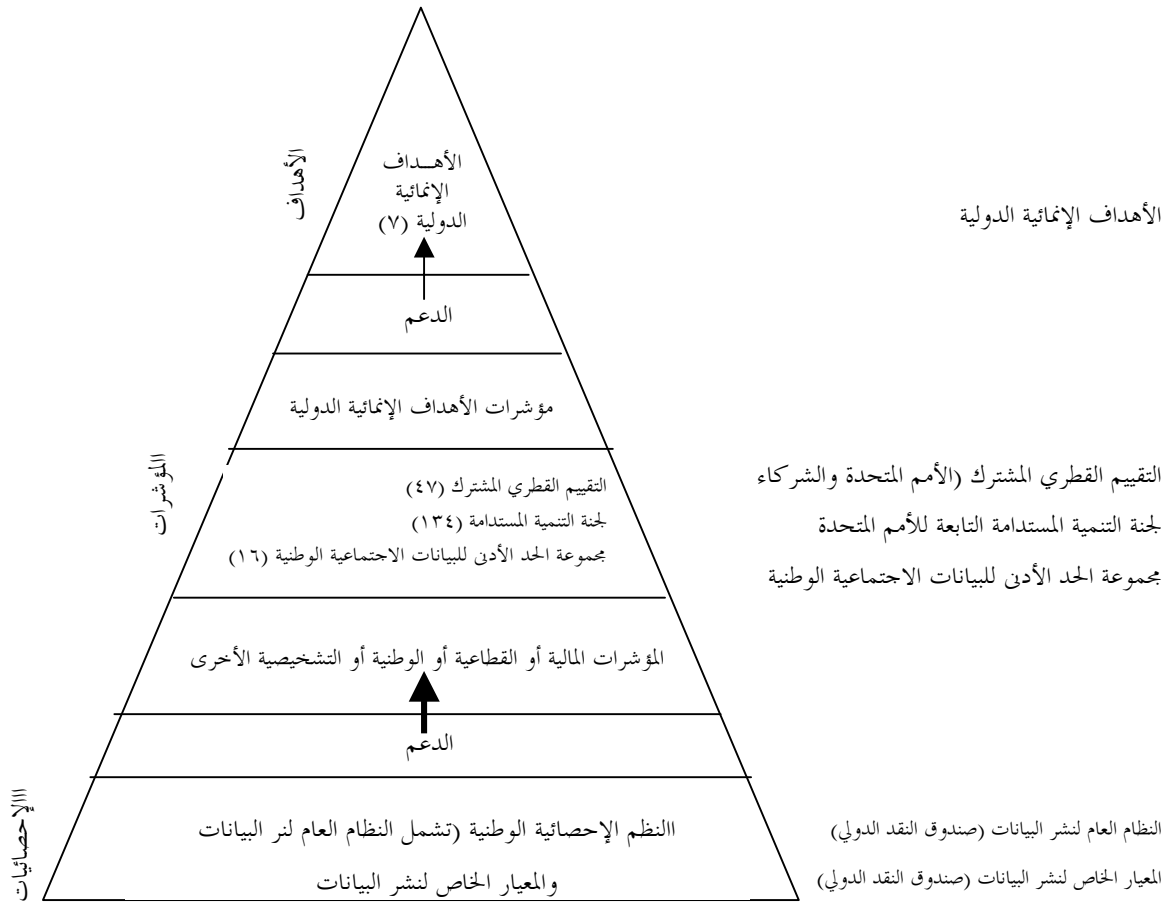 الأهداف
الأهــداف
الإنمائية
الدولية (٧)
الأهداف الإنمائية الدولية
الدعم
مؤشرات الأهداف الإنمائية الدولية
االمؤشرات
التقييم القطري المشترك (٤٧)
لجنة التنمية المستدامة (١٣٤)
مجموعة الحد الأدنى للبيانات الاجتماعية الوطنية (١٦)
التقييم القطري المشترك (الأمم المتحدة والشركاء
لجنة التنمية المستدامة التابعة للأمم المتحدة
مجموعة الحد الأدنى للبيانات الاجتماعية الوطنية
المؤشرات المالية أو القطاعية أو الوطنية أو التشخيصية الأخرى
الدعم
ااالإحصائيات
االنظم الإحصائية الوطنية (تشمل النظام العام لنر البيانات
والمعيار الخاص لنشر البيانات
النظام العام لنشر البيانات (صندوق النقد الدولي)
المعيار الخاص لنشر البيانات (صندوق النقد الدولي)